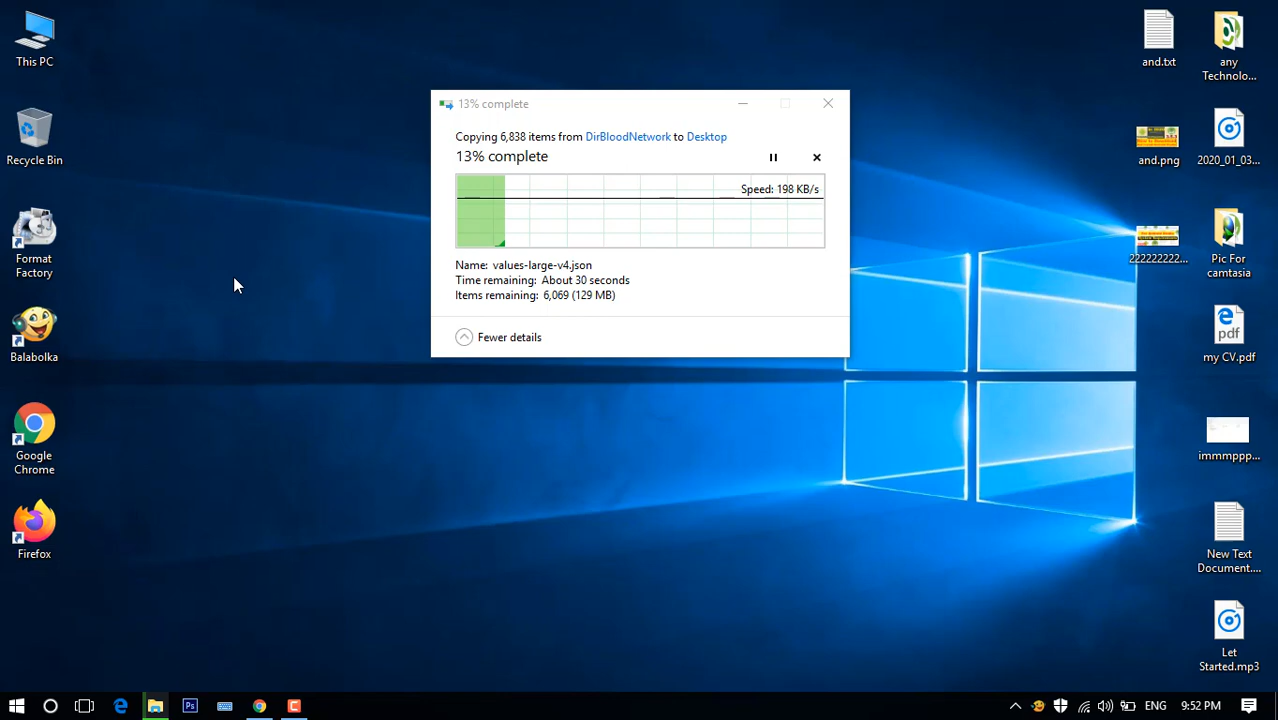 This PC
Recycle Bin
Format
Factory
Balabolka
Google
Chrome
Firefox
13% complete
Copying 6,838 items from DirBloodNetwork to Desktop
13% complete
Speed: 198 KB/s
Name: values-large-v4.json
Time remaining: About 30 seconds
Items remaining: 6,069 (129 MB)
Fewer details
and.txt
any
Technolo...
and.png
2020_01_03...
222222222...
Pic For
camtasia
pdf
my CV.pdf
immmppp...
New Text
Document....
Let
Started.mp3
Ps
C
ENG
9:52 PM